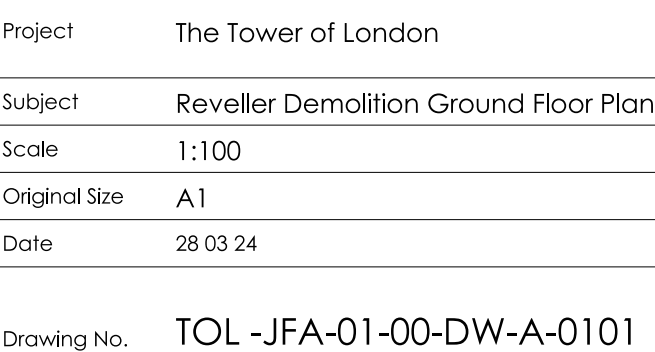 Project The Tower of London
Subject Reveller Demolition Ground Floor Plan
Scale 1:100
Original Size A1
Date 28 03 24
Drawing No. TOL -JFA-01-00-DW-A-0101